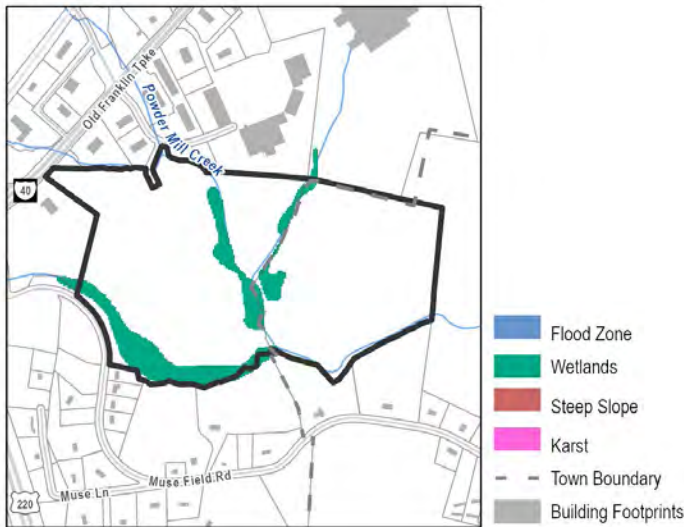 Old Franklin Tpke
Powder Mill Creek
40
Muse Field Rd
Muse Ln
220
Flood Zone
Wetlands
Steep Slope
Karst
Town Boundary
Building Footprints